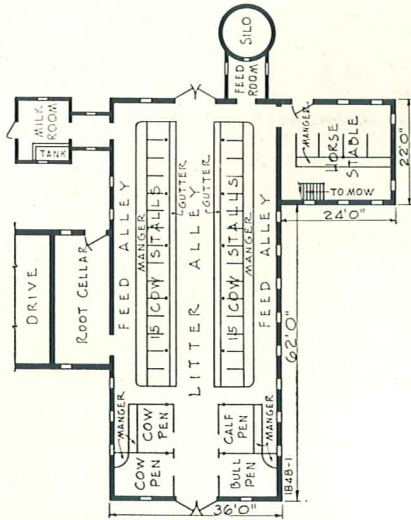 SILO
FEED
ROOM
MILK
ROOM
TANK
MANGER
HORSE
STABLE
TO MOW
22'0"
24'0"
FEED ALLEY
MANGER
15 COW STALLS
GUTTER
LITTER ALLEY
GUTTER
15 COW STALLS
MANGER
FEED ALLEY
DRIVE
ROOT CELLAR
62'0"
MANGER
COW
PEN
COW
PEN
CALF
PEN
BULL
PEN
MANGER
1848-1
36'0"